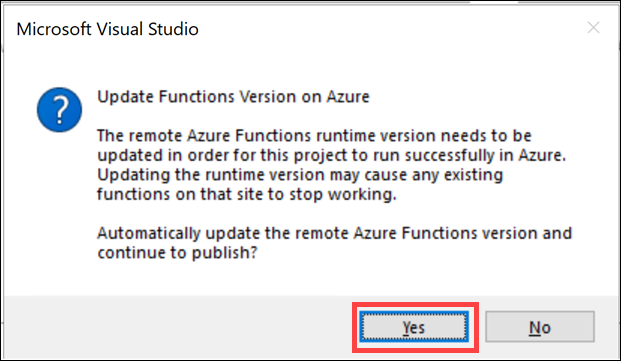 Microsoft Visual Studio
Update Functions Version on Azure
The remote Azure Functions runtime version needs to be
updated in order for this project to run successfully in Azure.
Updating the runtime version may cause any existing
functions on that site to stop working.
Automatically update the remote Azure Functions version and
continue to publish?
Yes
No